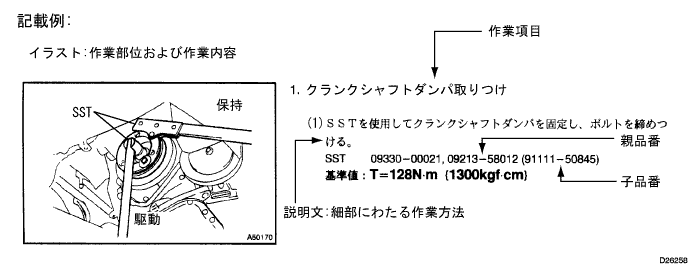 記載例:
イラスト:作業部位および作業内容
作業項目
SST
保持
駆動
A50170
1. クランクシャフトダンパ取りつけ
(1) SSTを使用してクランクシャフトダンパを固定し、ボルトを締めつ
ける。
親品番
SST 09330-00021, 09213-58012 (91111-50845)
基準値:T=128N·m {1300kgf·cm}
子品番
説明文:細部にわたる作業方法
D26258